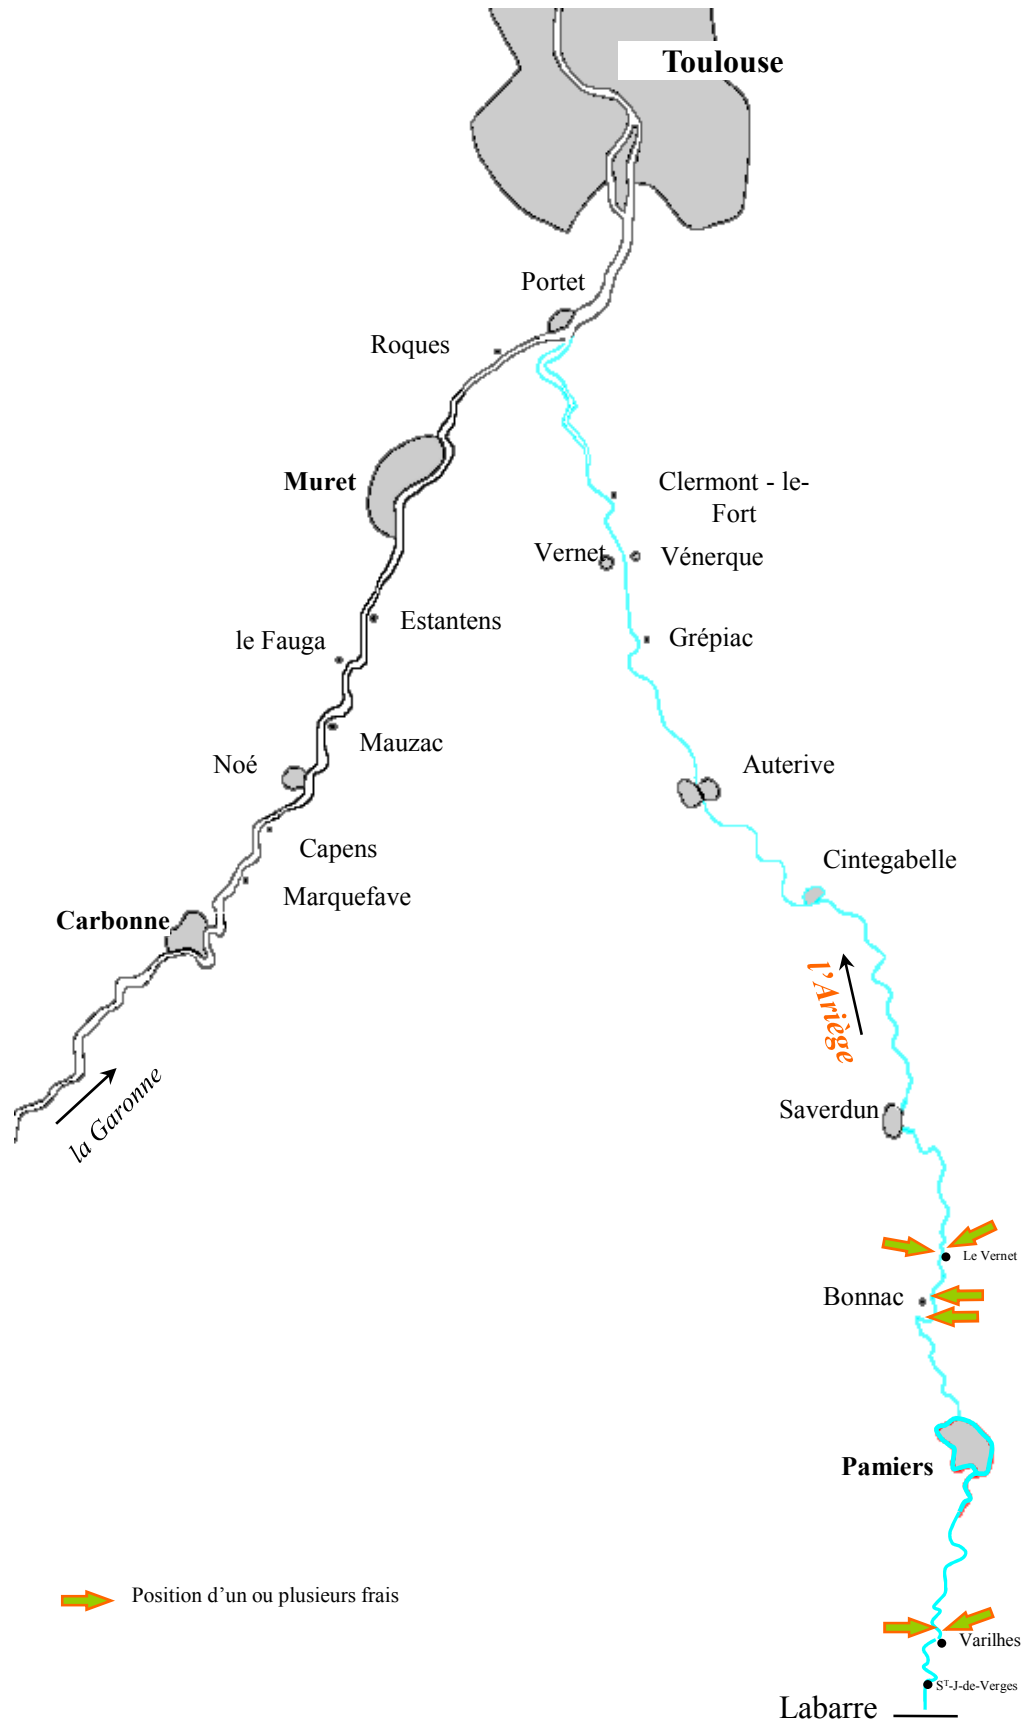 Toulouse
Portet
Roques
Muret
Clermont - le-
Fort
Vernet
Vénerque
Estantens
le Fauga
Grépiac
Mauzac
Noé
Auterive
Capens
Cintegabelle
Marquefave
Carbonne
l'Ariège
la Garonne
Saverdun
Le Vernet
Bonnac
Pamiers
Position d'un ou plusieurs frais
Varilhes
Sᵀ-J-de-Verges
Labarre